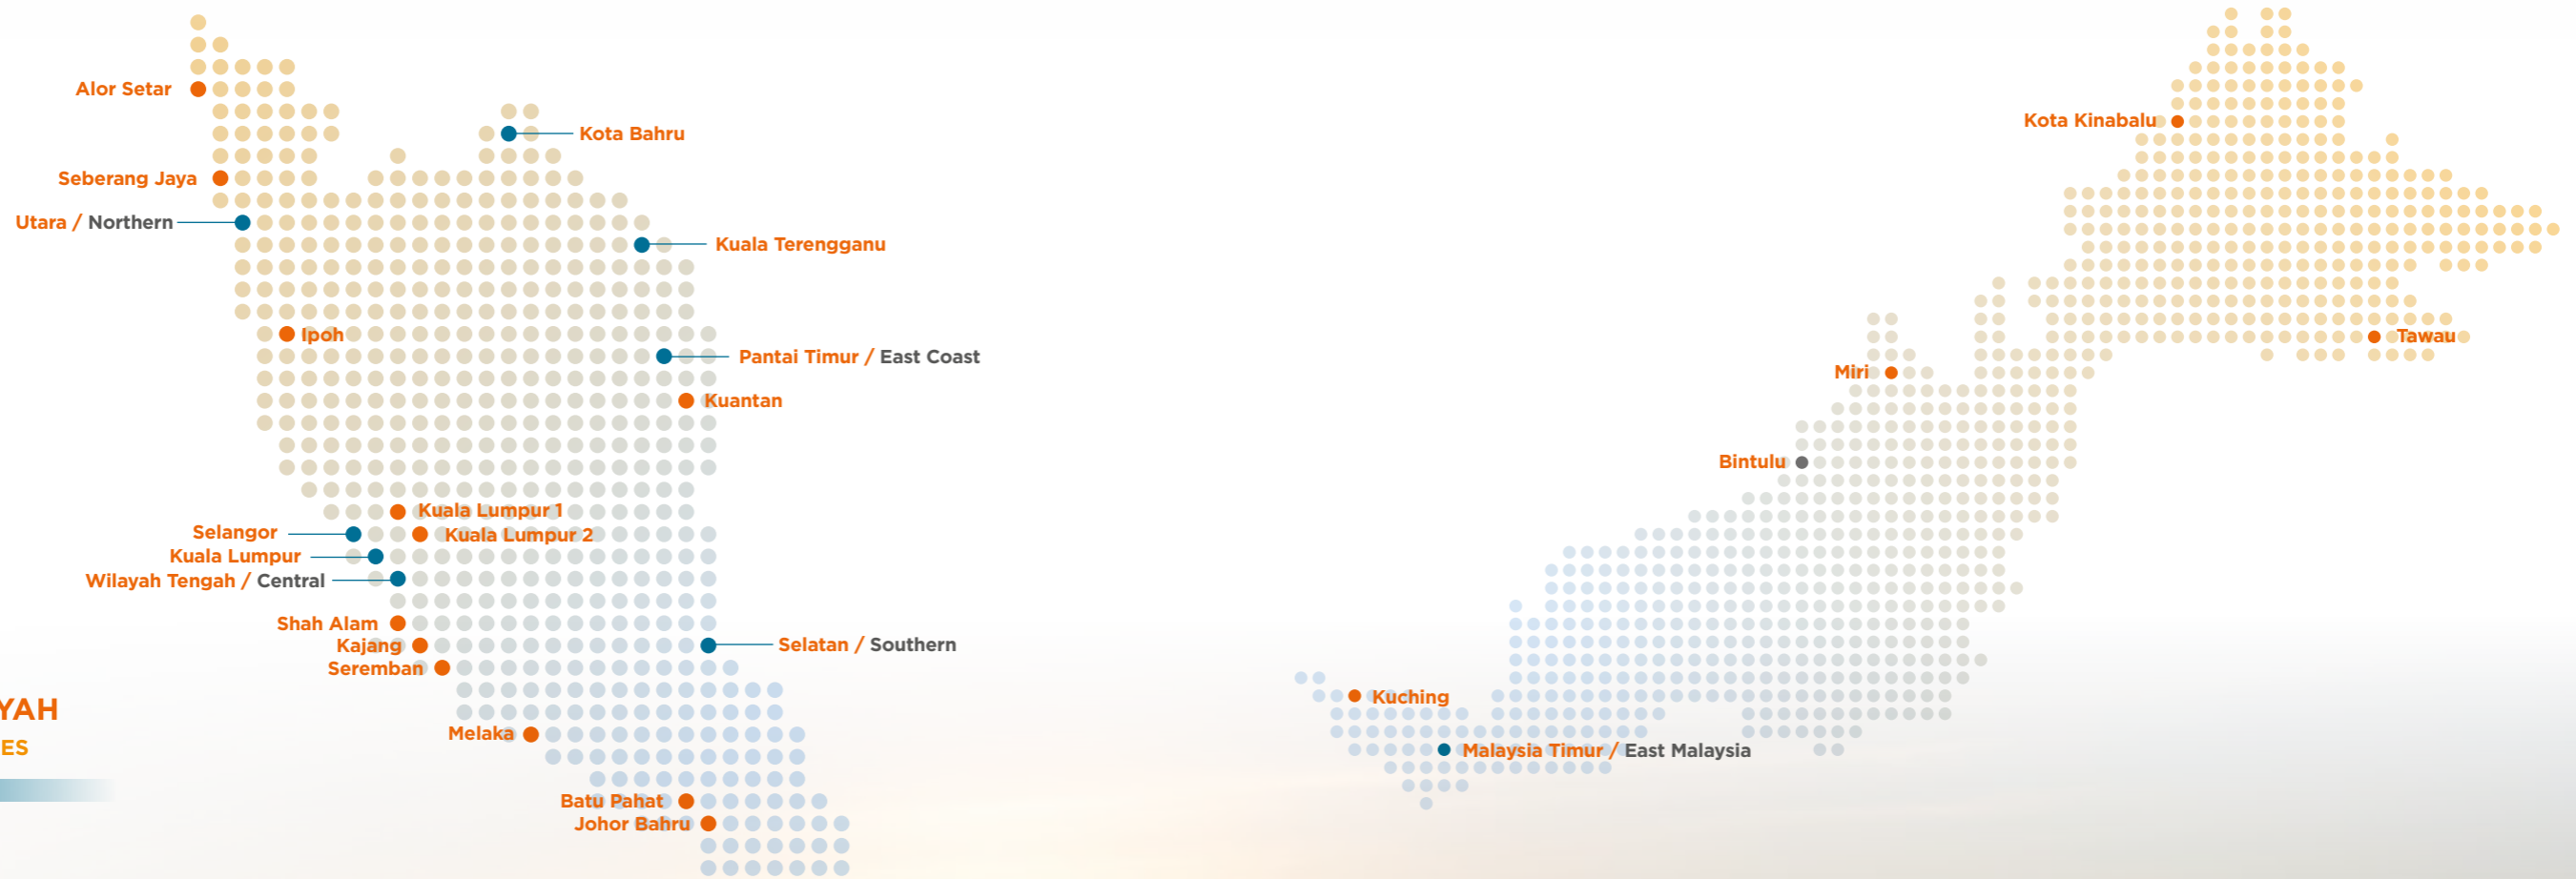 Alor Setar
Kota Bahru
Seberang Jaya
Utara / Northern
Kuala Terengganu
Ipoh
Pantai Timur / East Coast
Kuantan
Kuala Lumpur 1
Selangor
Kuala Lumpur 2
Kuala Lumpur
Wilayah Tengah / Central
Shah Alam
Kajang
Selatan / Southern
Seremban
YAH
ES
Melaka
Batu Pahat
Johor Bahru
Kota Kinabalu
Tawau
Miri
Bintulu
Kuching
Malaysia Timur / East Malaysia